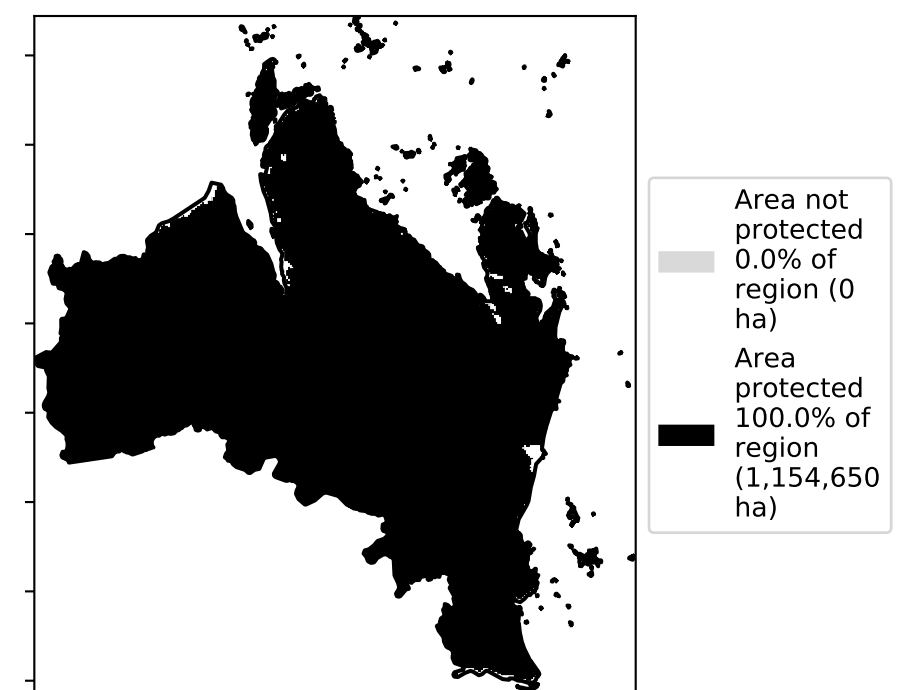 Area not
protected
0.0% of
region (0
ha)
Area
protected
100.0% of
region
(1,154,650
ha)